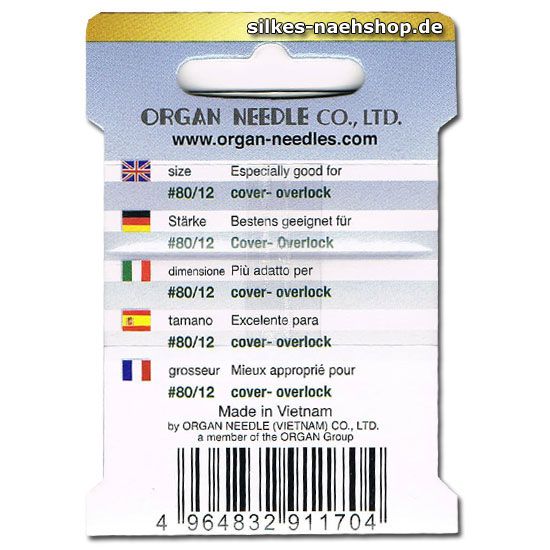 silkes-naehshop.de
ORGAN NEEDLE CO., LTD.
www.organ-needles.com
size Especially good for
#80/12 cover- overlock
Stärke Bestens geeignet für
#80/12 Cover- Overlock
dimensione Più adatto per
#80/12 cover- overlock
tamano Excelente para
#80/12 cover- overlock
grosseur Mieux approprié pour
#80/12 cover- overlock
Made in Vietnam
by ORGAN NEEDLE (VIETNAM) CO., LTD.
a member of the ORGAN Group
4 964832 911704